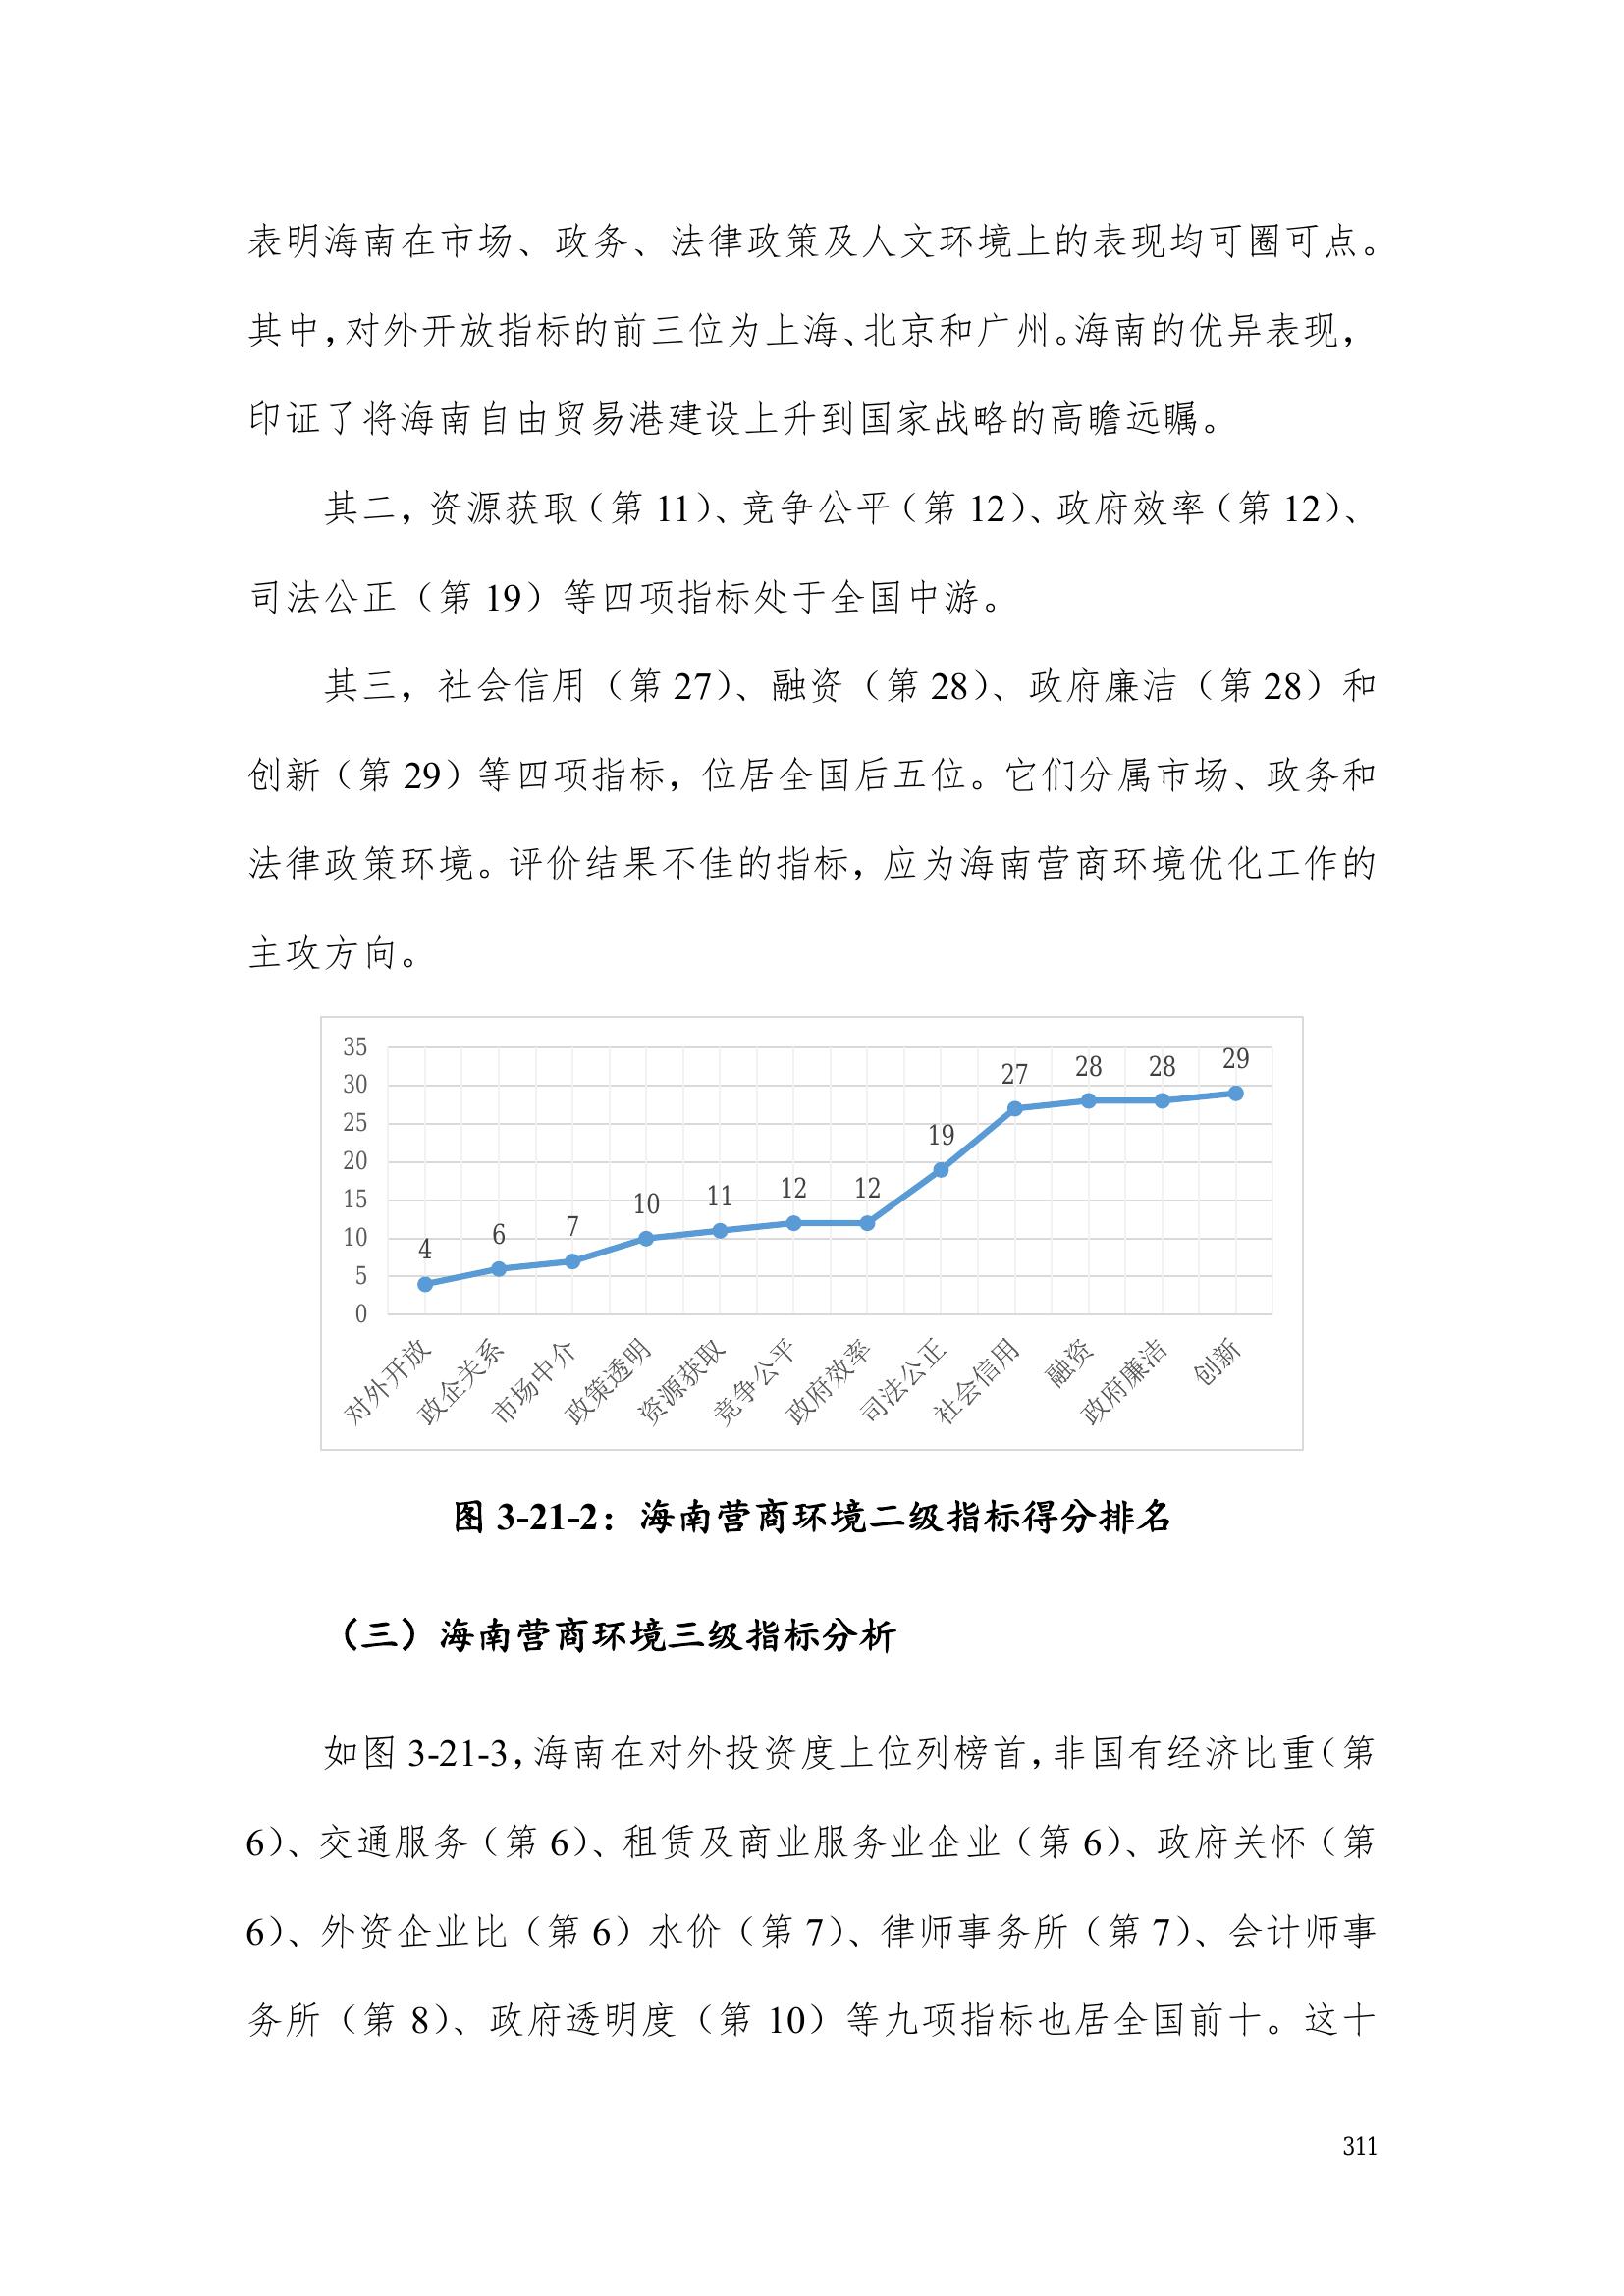 表明海南在市场、政务、法律政策及人文环境上的表现均可圈可点。
其中，对外开放指标的前三位为上海、北京和广州。海南的优异表现，
印证了将海南自由贸易港建设上升到国家战略的高瞻远瞩。
其二，资源获取（第 11）、竞争公平（第 12）、政府效率（第 12）、
司法公正（第 19）等四项指标处于全国中游。
其三，社会信用（第 27）、融资（第 28）、政府廉洁（第 28）和
创新（第 29）等四项指标，位居全国后五位。它们分属市场、政务和
法律政策环境。评价结果不佳的指标，应为海南营商环境优化工作的
主攻方向。
35
30
25
20
15
10
5
0
4
6
7
10
11
12
12
19
27
28
28
29
对外开放
政企关系
市场中介
政策透明
资源获取
竞争公平
政府效率
司法公正
社会信用
融资
政府廉洁
创新
图 3-21-2：海南营商环境二级指标得分排名
（三）海南营商环境三级指标分析
如图 3-21-3，海南在对外投资度上位列榜首，非国有经济比重（第
6）、交通服务（第 6）、租赁及商业服务业企业（第 6）、政府关怀（第
6）、外资企业比（第 6）水价（第 7）、律师事务所（第 7）、会计师事
务所（第 8）、政府透明度（第 10）等九项指标也居全国前十。这十
311